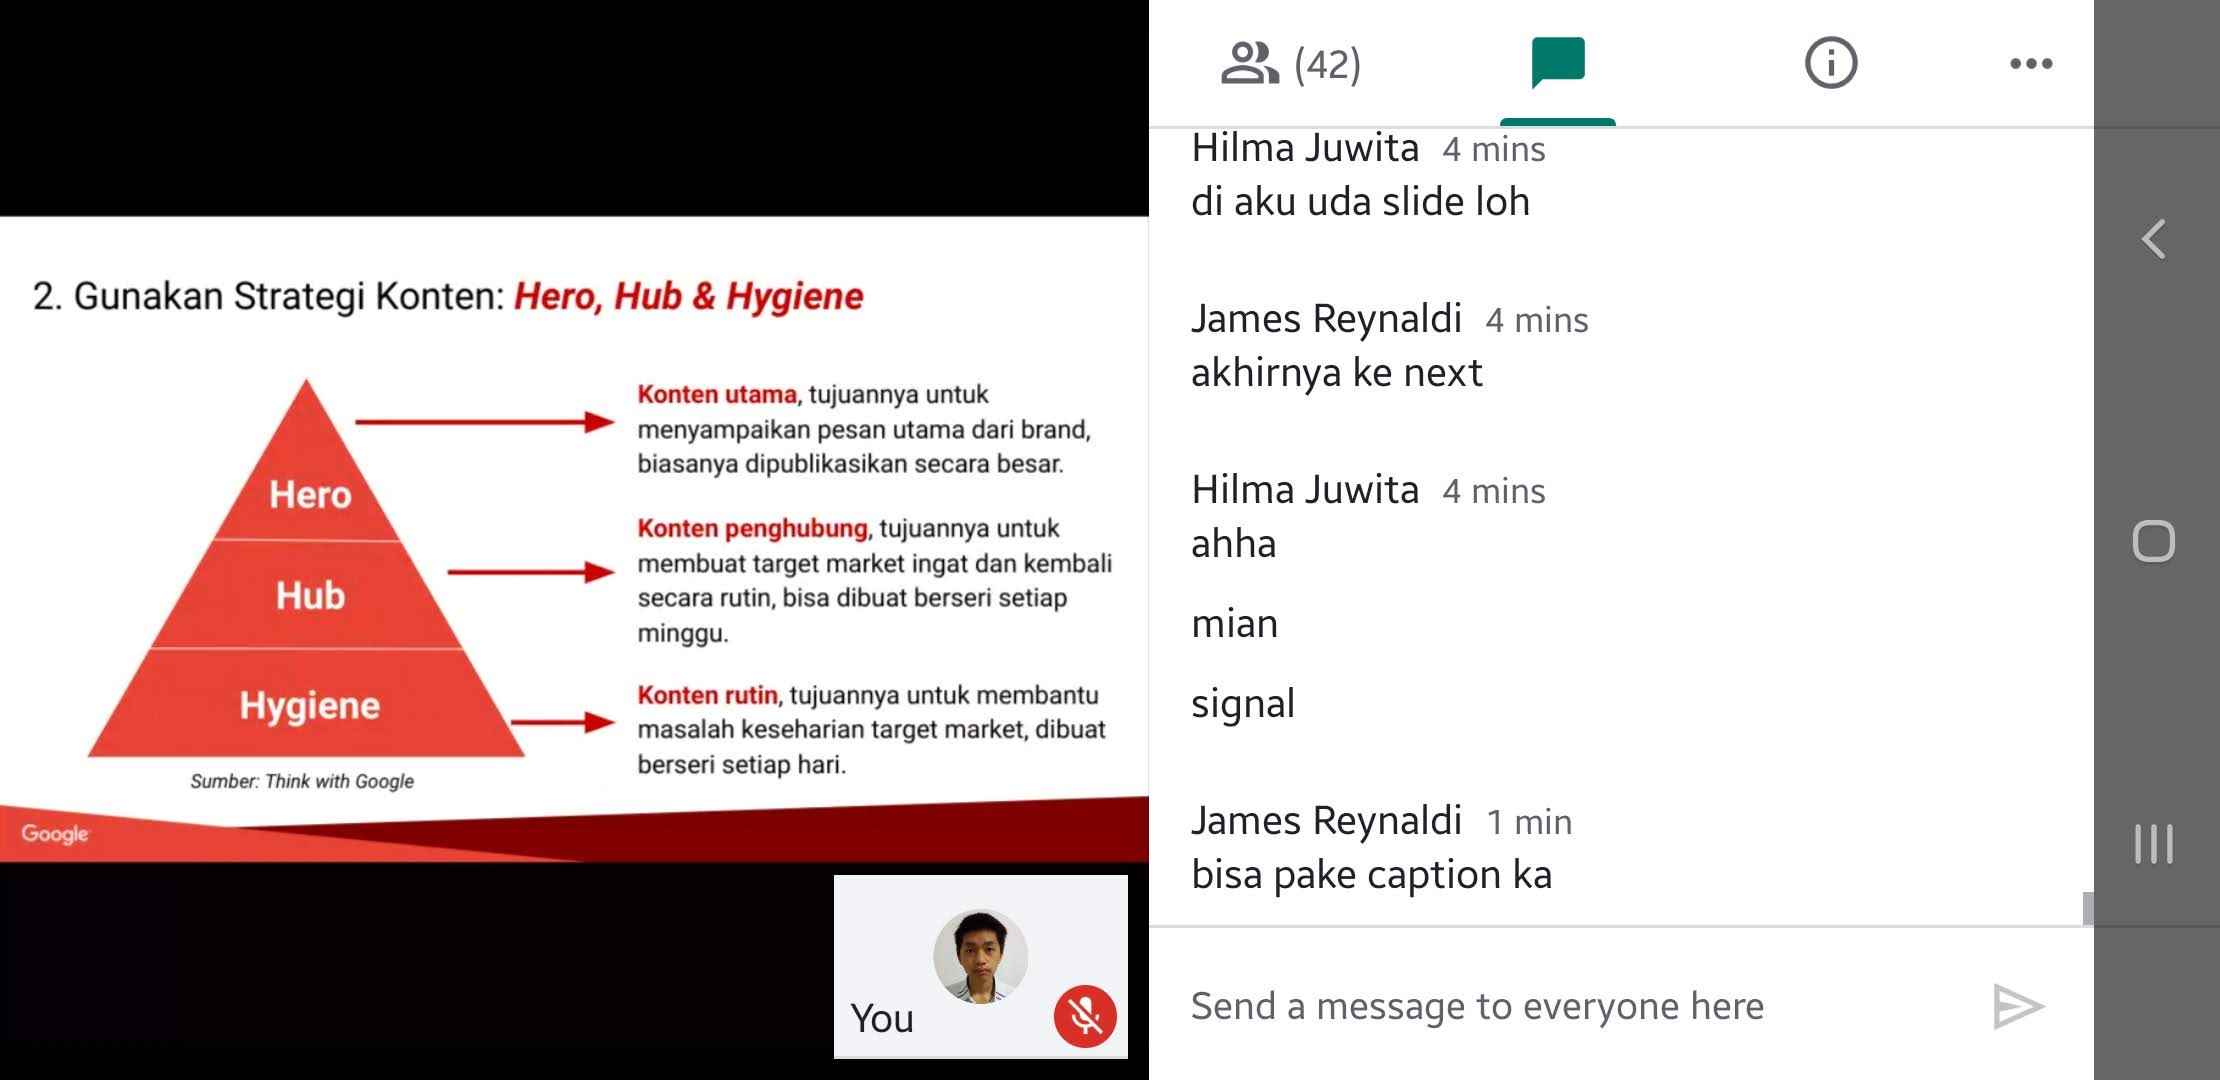 2. Gunakan Strategi Konten: Hero, Hub & Hygiene
Hero
Hub
Hygiene
Sumber: Think with Google
Konten utama, tujuannya untuk
menyampaikan pesan utama dari brand,
biasanya dipublikasikan secara besar.
Konten penghubung, tujuannya untuk
membuat target market ingat dan kembali
secara rutin, bisa dibuat berseri setiap
minggu.
Konten rutin, tujuannya untuk membantu
masalah keseharian target market, dibuat
berseri setiap hari.
Google
You
(42)
Hilma Juwita 4 mins
di aku uda slide loh
James Reynaldi 4 mins
akhirnya ke next
Hilma Juwita 4 mins
ahha
mian
signal
James Reynaldi 1 min
bisa pake caption ka
Send a message to everyone here